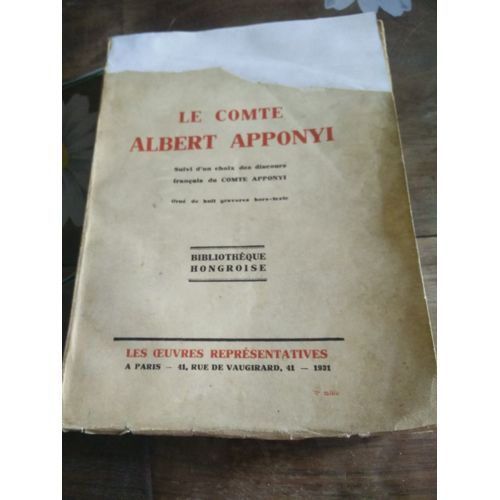 LE COMTE
ALBERT APPONYI
Suivi d'un choix des discours
français du COMTE APPONYI
Orné de huit gravures hors-texte
BIBLIOTHÈQUE
HONGROISE
LES ŒUVRES REPRÉSENTATIVES
A PARIS — 41, RUE DE VAUGIRARD, 41 — 1931